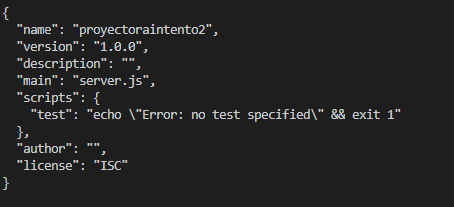 {
  "name": "proyectoraintento2",
  "version": "1.0.0",
  "description": "",
  "main": "server.js",
  "scripts": {
    "test": "echo \"Error: no test specified\" && exit 1"
  },
  "author": "",
  "license": "ISC"
}